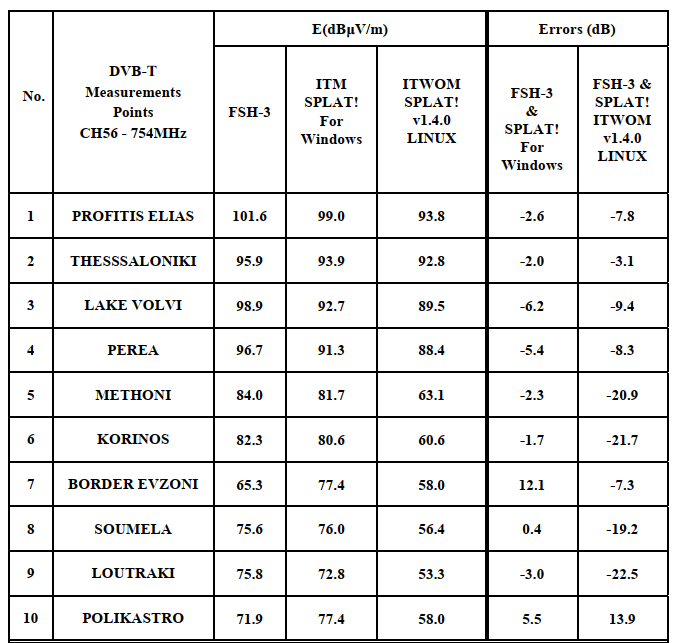 No. DVB-T Measurements Points CH56 - 754MHz E(dBμV/m) Errors (dB)
FSH-3 ITM SPLAT! For Windows ITWOM SPLAT! v1.4.0 LINUX FSH-3 & SPLAT! For Windows FSH-3 & SPLAT! ITWOM v1.4.0 LINUX
1 PROFITIS ELIAS 101.6 99.0 93.8 -2.6 -7.8
2 THESSSALONIKI 95.9 93.9 92.8 -2.0 -3.1
3 LAKE VOLVI 98.9 92.7 89.5 -6.2 -9.4
4 PEREA 96.7 91.3 88.4 -5.4 -8.3
5 METHONI 84.0 81.7 63.1 -2.3 -20.9
6 KORINOS 82.3 80.6 60.6 -1.7 -21.7
7 BORDER EVZONI 65.3 77.4 58.0 12.1 -7.3
8 SOUMELA 75.6 76.0 56.4 0.4 -19.2
9 LOUTRAKI 75.8 72.8 53.3 -3.0 -22.5
10 POLIKASTRO 71.9 77.4 58.0 5.5 13.9